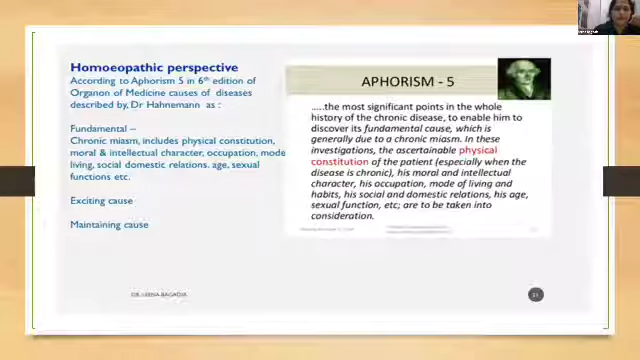 Homoeopathic perspective
According to Aphorism 5 in 6th edition of
Organon of Medicine causes of diseases
described by, Dr Hahnemann as :
Fundamental –
Chronic miasm, includes physical constitution,
moral & intellectual character, occupation, mode
living, social domestic relations. age, sexual
functions etc.
Exciting cause
Maintaining cause
APHORISM - 5
.....the most significant points in the whole
history of the chronic disease, to enable him to
discover its fundamental cause, which is
generally due to a chronic miasm. In these
investigations, the ascertainable physical
constitution of the patient (especially when the
disease is chronic), his moral and intellectual
character, his occupation, mode of living and
habits, his social and domestic relations, his age,
sexual function, etc; are to be taken into
consideration.